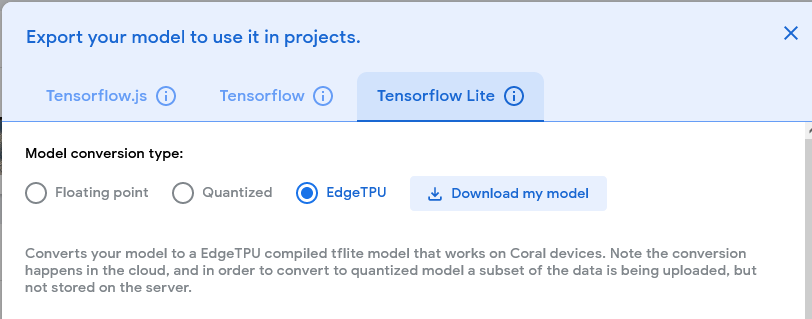 Export your model to use it in projects.
Tensorflow.js Tensorflow Tensorflow Lite
Model conversion type:
Floating point Quantized EdgeTPU Download my model
Converts your model to a EdgeTPU compiled tflite model that works on Coral devices. Note the conversion
happens in the cloud, and in order to convert to quantized model a subset of the data is being uploaded, but
not stored on the server.